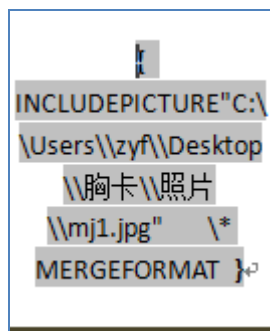 {
INCLUDEPICTURE"C:\
\Users\\zyf\\Desktop
\\胸卡\\照片
\\mj1.jpg" \*
MERGEFORMAT }